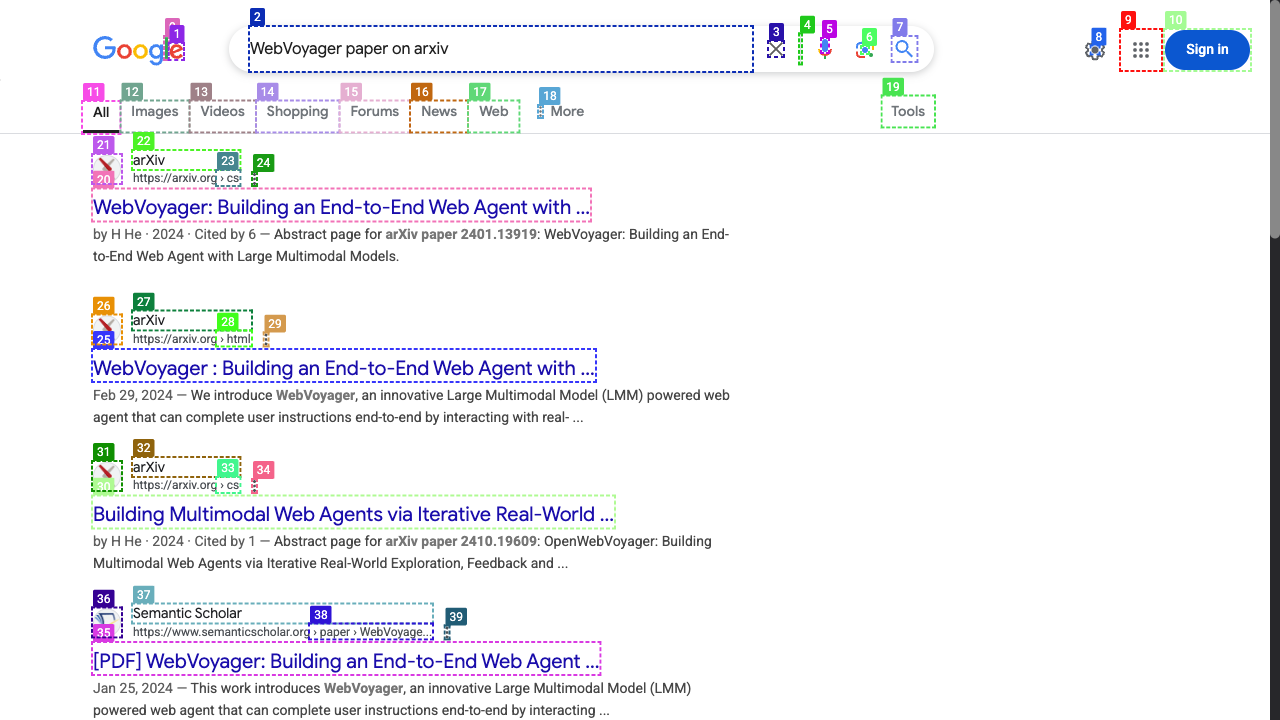 Google
WebVoyager paper on arxiv
Sign in
0
1
2
3
4
5
6
7
8
9
10
All
Images
Videos
Shopping
Forums
News
Web
More
Tools
11
12
13
14
15
16
17
18
19
21
22
arXiv
23
24
20
https://arxiv.org › cs
WebVoyager: Building an End-to-End Web Agent with ...
by H He · 2024 · Cited by 6 — Abstract page for arXiv paper 2401.13919: WebVoyager: Building an End-
to-End Web Agent with Large Multimodal Models.
26
27
arXiv
28
29
25
https://arxiv.org › html
WebVoyager : Building an End-to-End Web Agent with ...
Feb 29, 2024 — We introduce WebVoyager, an innovative Large Multimodal Model (LMM) powered web
agent that can complete user instructions end-to-end by interacting with real- ...
31
32
arXiv
33
34
30
https://arxiv.org › cs
Building Multimodal Web Agents via Iterative Real-World ...
by H He · 2024 · Cited by 1 — Abstract page for arXiv paper 2410.19609: OpenWebVoyager: Building
Multimodal Web Agents via Iterative Real-World Exploration, Feedback and ...
36
37
Semantic Scholar
38
39
35
https://www.semanticscholar.org › paper › WebVoyage...
[PDF] WebVoyager: Building an End-to-End Web Agent ...
Jan 25, 2024 — This work introduces WebVoyager, an innovative Large Multimodal Model (LMM)
powered web agent that can complete user instructions end-to-end by interacting ...